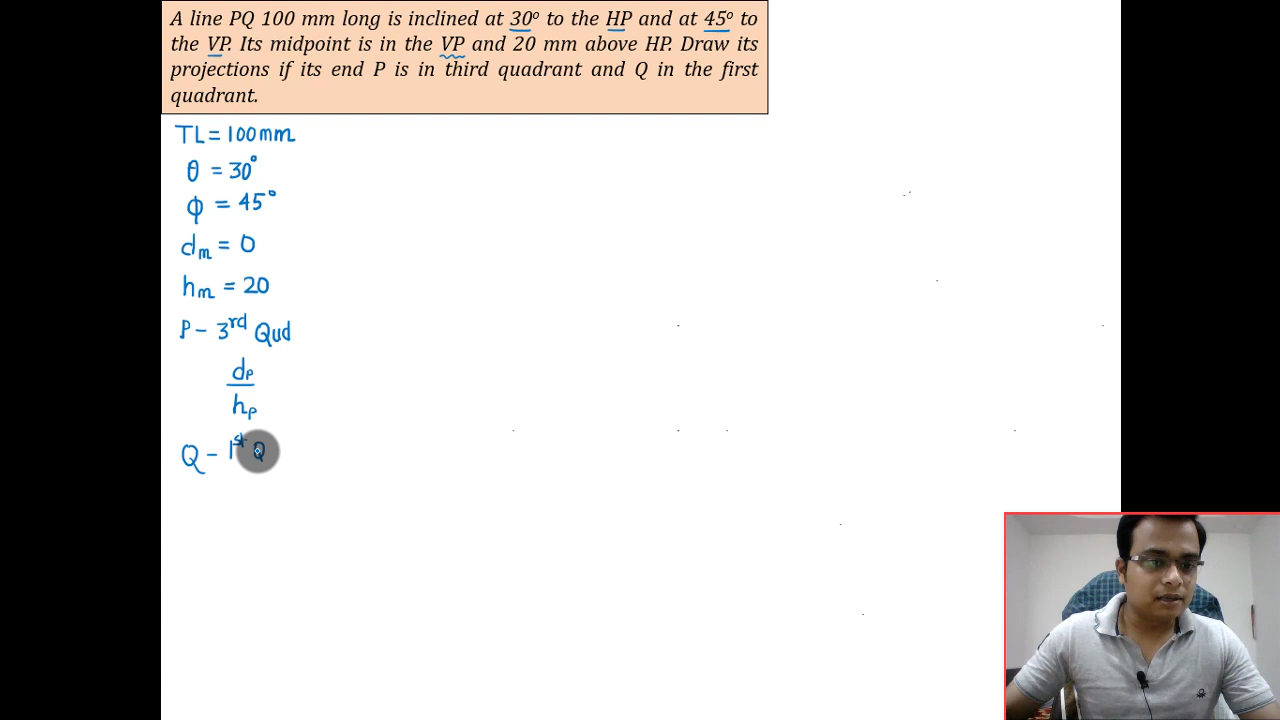 A line PQ 100 mm long is inclined at 30º to the HP and at 45º to
the VP. Its midpoint is in the VP and 20 mm above HP. Draw its
projections if its end P is in third quadrant and Q in the first
quadrant.
TL = 100 mm
θ = 30°
ϕ = 45°
dm = 0
hm = 20
P - 3rd Qud
dp
hp
Q - 1st Q